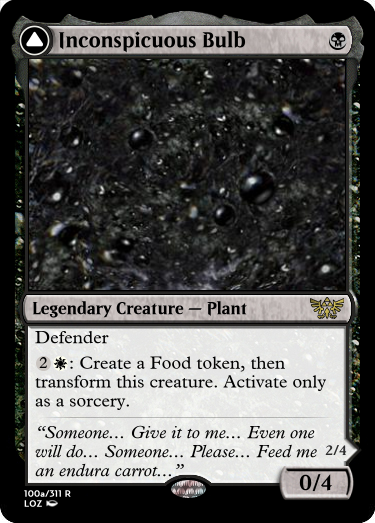 Inconspicuous Bulb
Legendary Creature — Plant
Defender
2 : Create a Food token, then
transform this creature. Activate only
as a sorcery.
“Someone… Give it to me… Even one
will do… Someone… Please… Feed me
an endura carrot…”
2/4
0/4
100a/311 R
LOZ